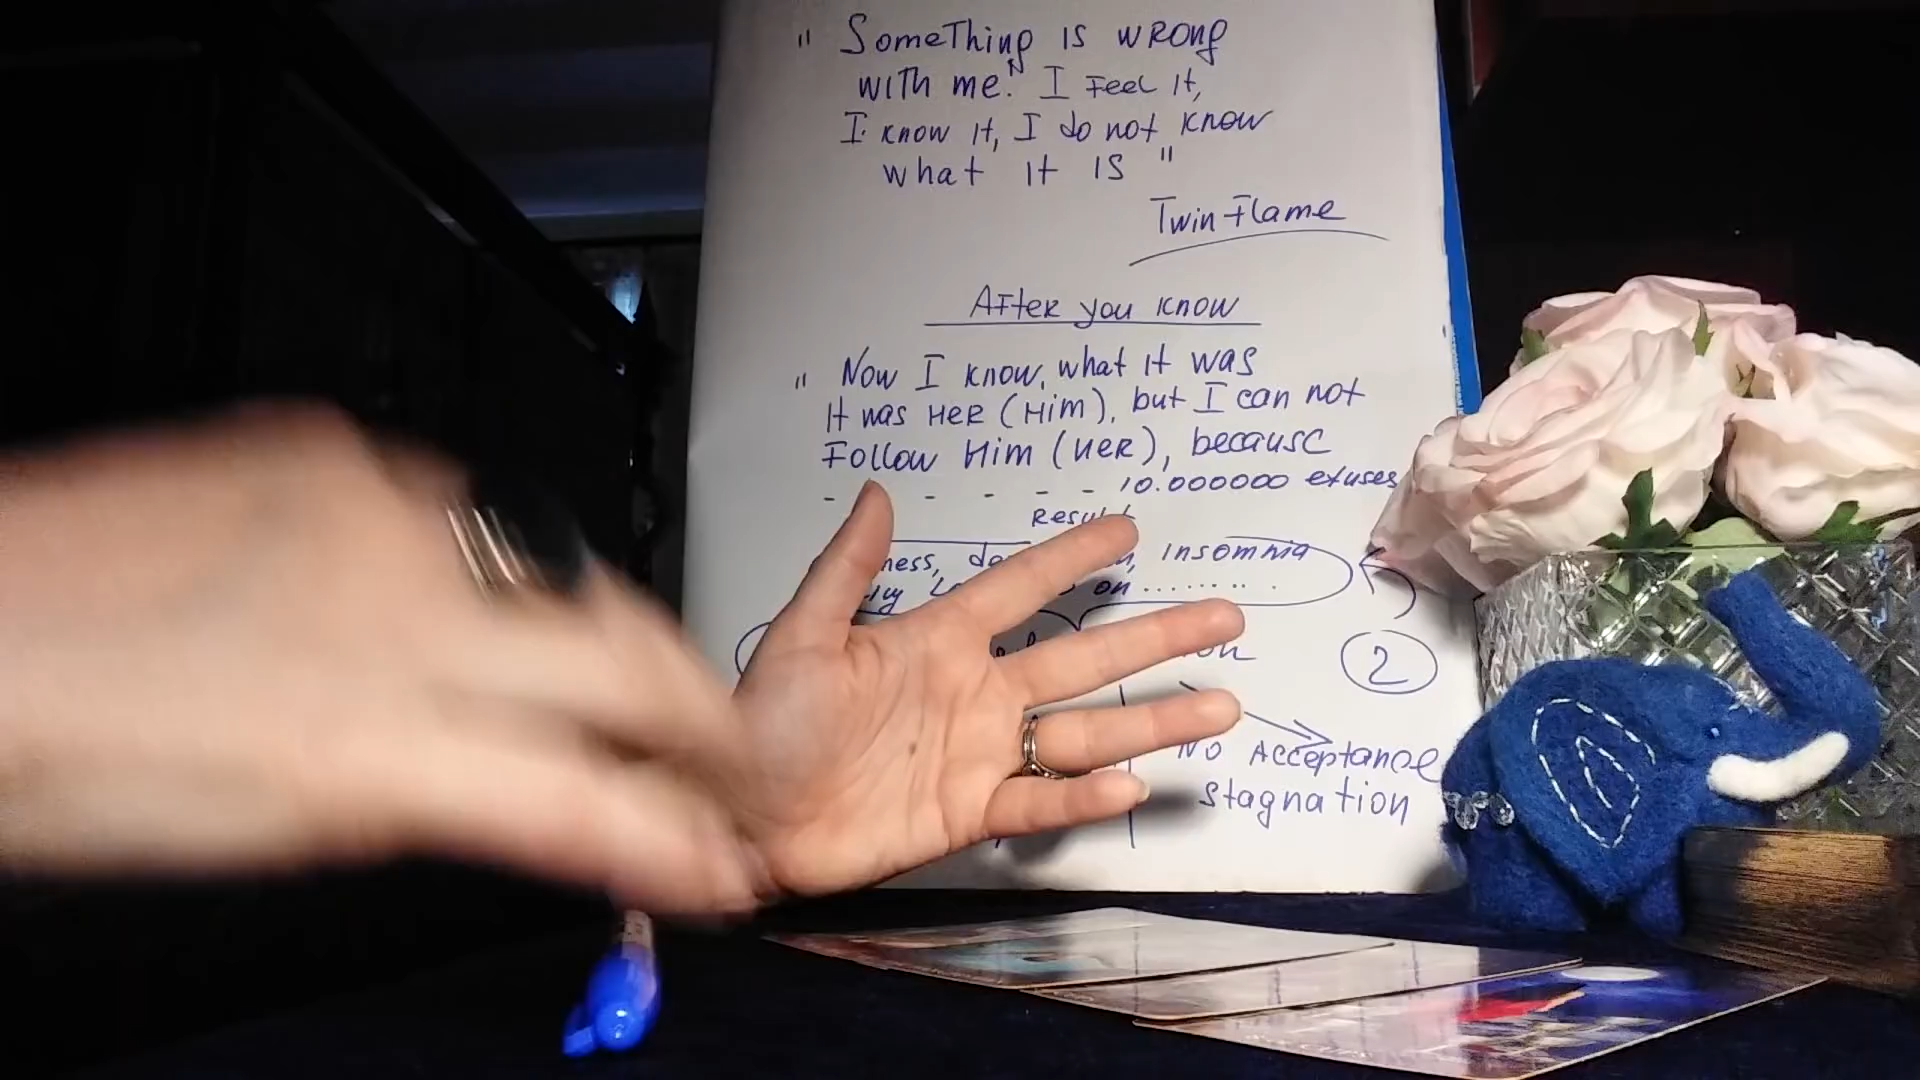 " Something is wrong
with me." I feel it,
I know it, I do not know
what it is "
Twin Flame
After you know
" Now I know, what it was
It was Her (Him), but I can not
Follow Him (Her), because
- - - - - - 10.000000 exuses
Result
insomnia
on ........
2
No Acceptance
Stagnation